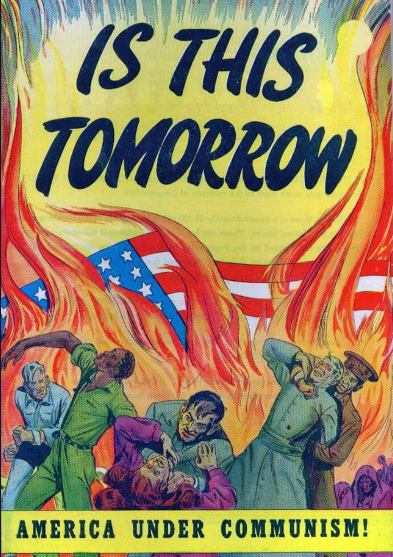 IS THIS
TOMORROW
AMERICA UNDER COMMUNISM!